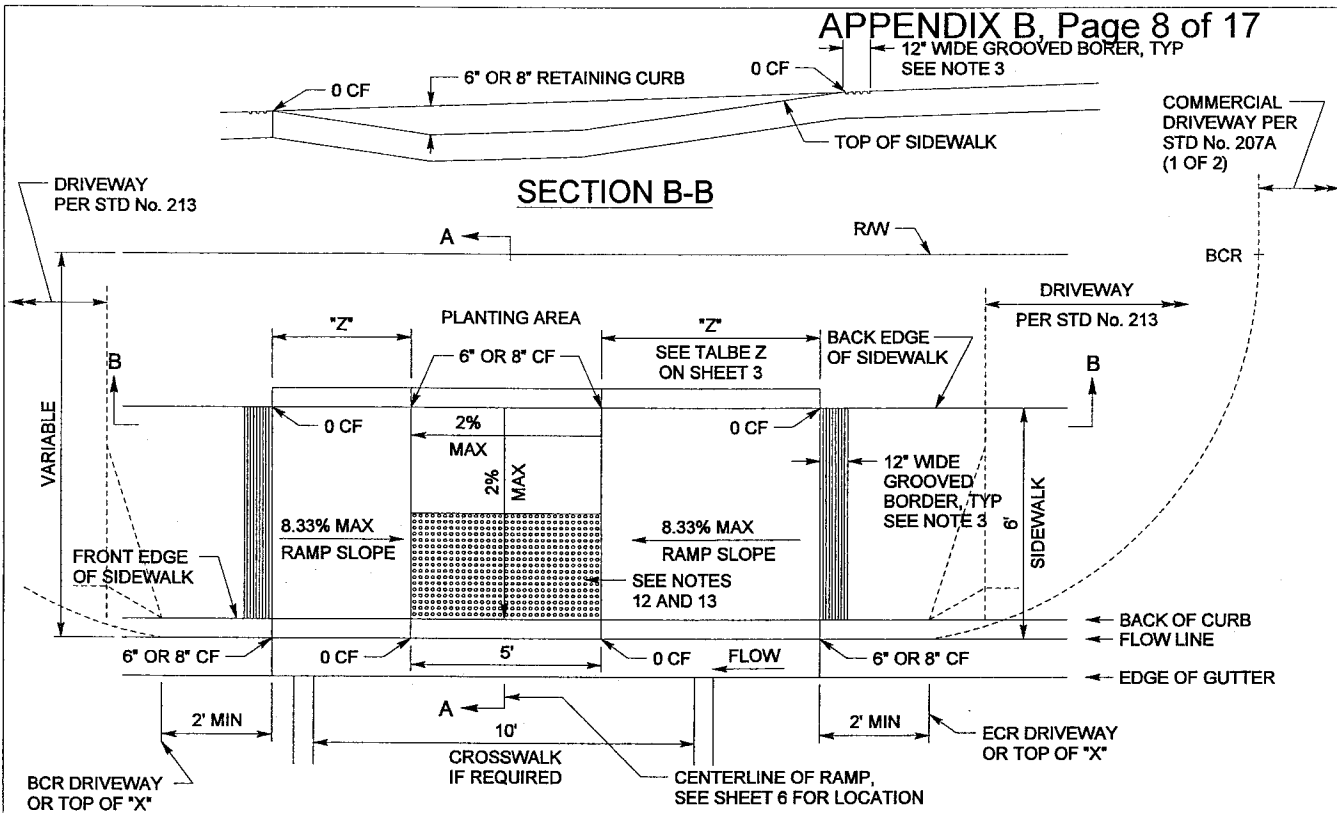 APPENDIX B, Page 8 of 17
12" WIDE GROOVED BORER, TYP
SEE NOTE 3
0 CF
6" OR 8" RETAINING CURB
0 CF
TOP OF SIDEWALK
COMMERCIAL
DRIVEWAY PER
STD No. 207A
(1 OF 2)
DRIVEWAY
PER STD No. 213
SECTION B-B
A
R/W
BCR
DRIVEWAY
PER STD No. 213
"Z"
PLANTING AREA
"Z"
6" OR 8" CF
SEE TALBE Z
ON SHEET 3
BACK EDGE
OF SIDEWALK
B
B
VARIABLE
0 CF
2%
MAX
2%
MAX
0 CF
12" WIDE
GROOVED
BORDER, TYP
SEE NOTE 3
6'
SIDEWALK
8.33% MAX
RAMP SLOPE
8.33% MAX
RAMP SLOPE
FRONT EDGE
OF SIDEWALK
SEE NOTES
12 AND 13
BACK OF CURB
FLOW LINE
6" OR 8" CF
0 CF
5'
0 CF
FLOW
6" OR 8" CF
EDGE OF GUTTER
2' MIN
A
10'
2' MIN
CROSSWALK
IF REQUIRED
CENTERLINE OF RAMP,
SEE SHEET 6 FOR LOCATION
ECR DRIVEWAY
OR TOP OF "X"
BCR DRIVEWAY
OR TOP OF "X"